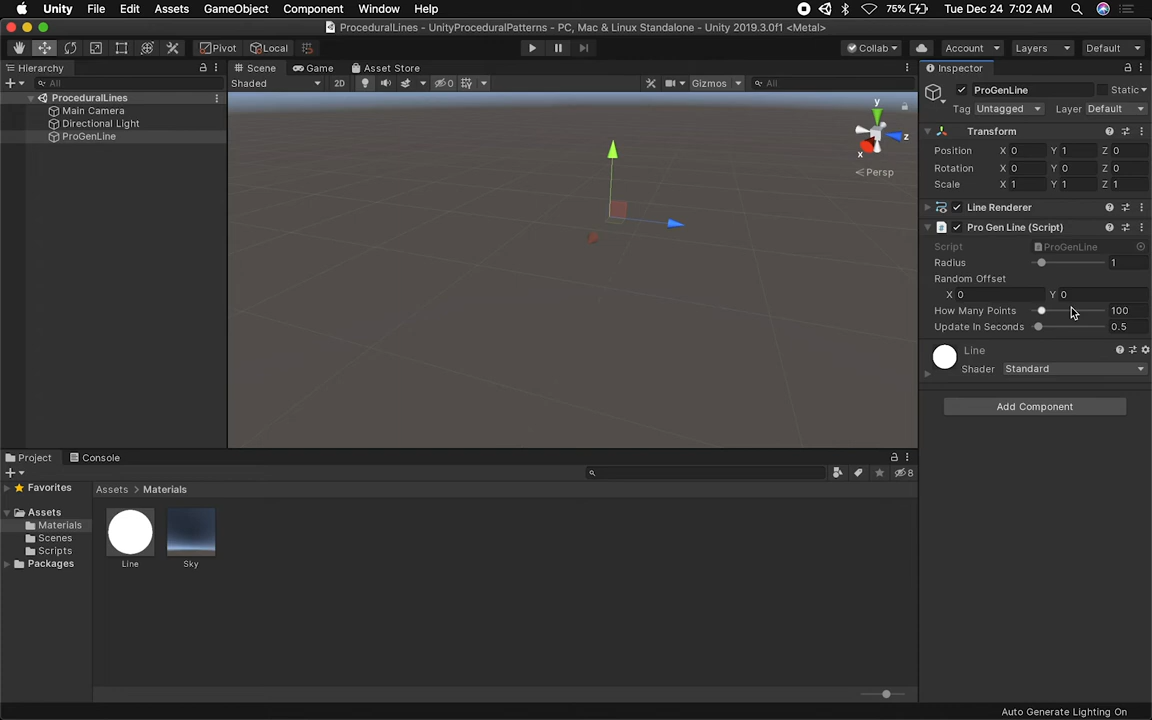 Unity File Edit Assets GameObject Component Window Help 75% Tue Dec 24 7:02 AM
ProceduralLines - UnityProceduralPatterns - PC, Mac & Linux Standalone - Unity 2019.3.0f1 <Metal>
Pivot Local Collab Account Layers Default
Hierarchy Scene Game Asset Store Inspector
All Shaded 2D 0 Gizmos All ProGenLine Static
ProceduralLines
Main Camera Tag Untagged Layer Default
Directional Light
ProGenLine
y
z
x
Persp
Transform
Position X 0 Y 1 Z 0
Rotation X 0 Y 0 Z 0
Scale X 1 Y 1 Z 1
Line Renderer
Pro Gen Line (Script)
Script ProGenLine
Radius 1
Random Offset
X 0 Y 0
How Many Points 100
Update In Seconds 0.5
Line
Shader Standard
Add Component
Project Console
8
Favorites Assets > Materials
Assets
Materials
Scenes
Scripts
Packages
Line Sky
Auto Generate Lighting On